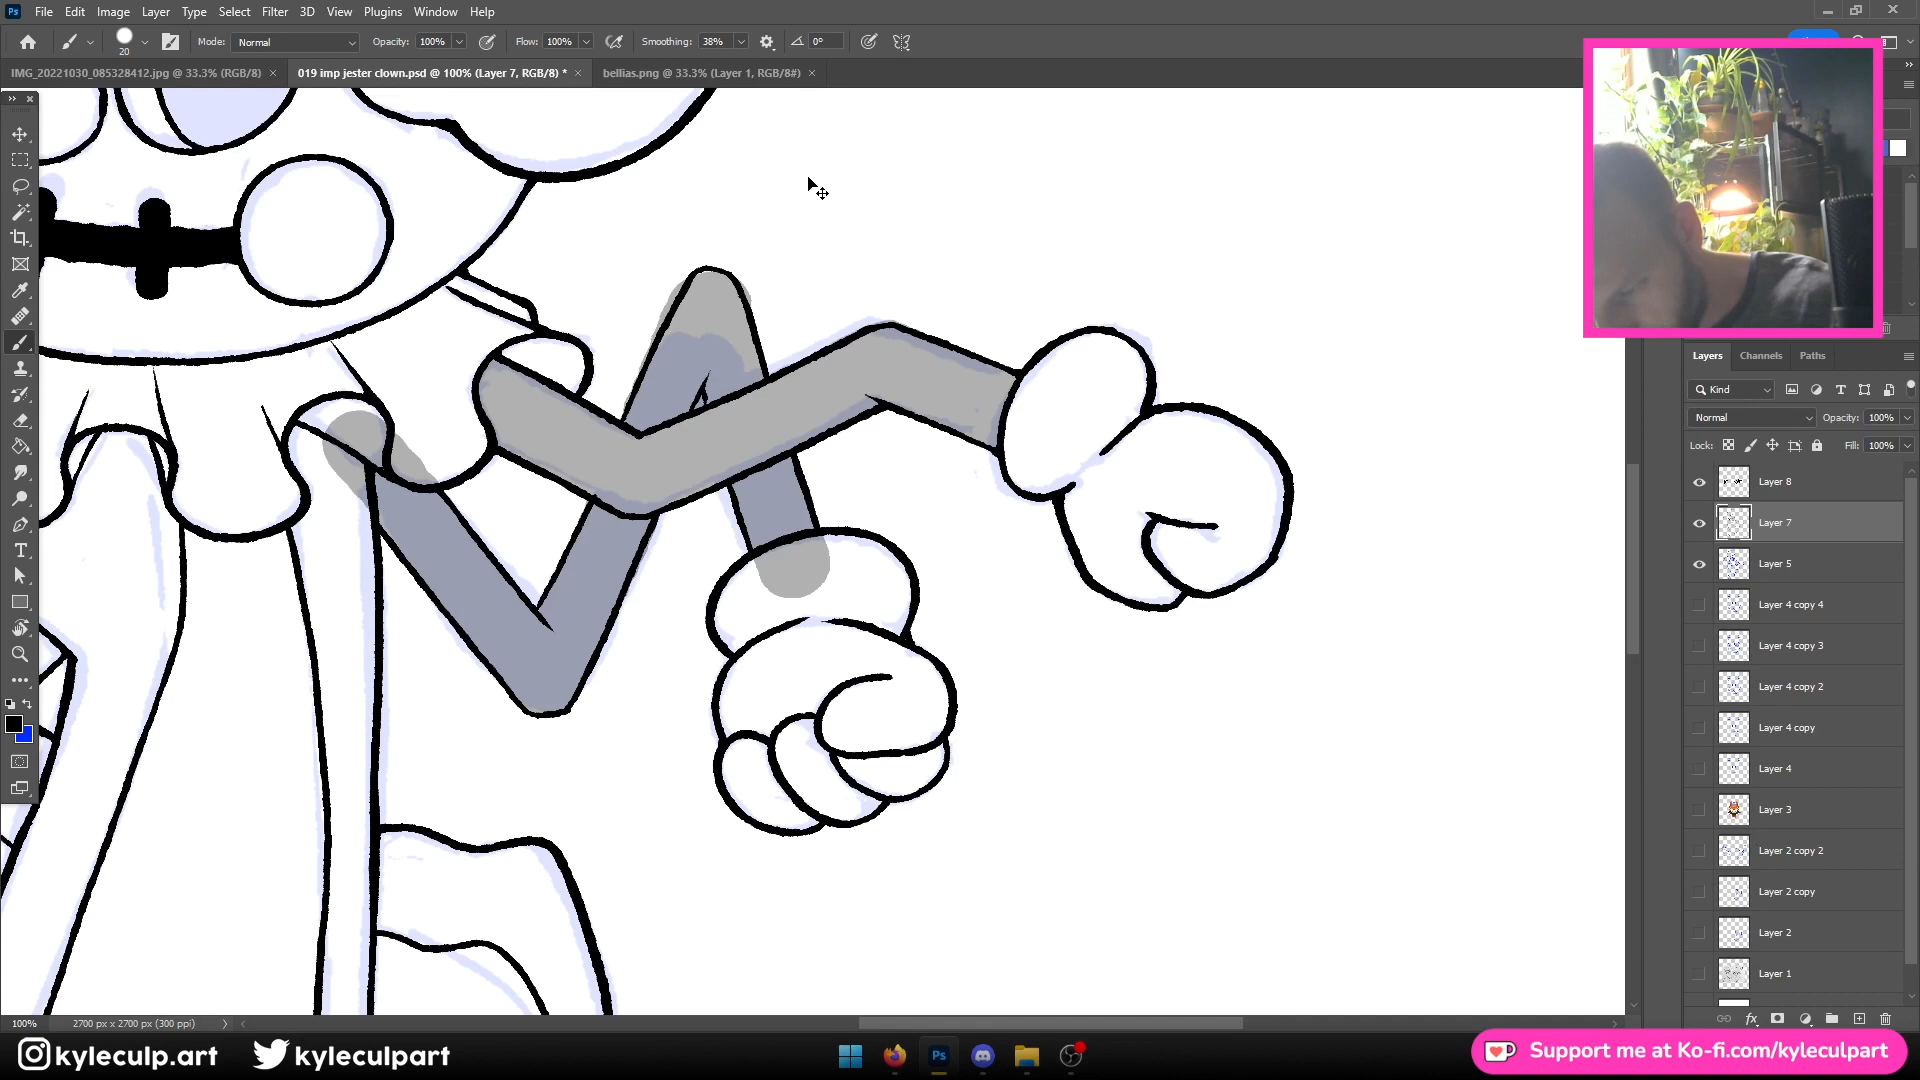 Ps File Edit Image Layer Type Select Filter 3D View Plugins Window Help
20 Mode: Normal Opacity: 100% Flow: 100% Smoothing: 38% 0°
IMG_20221030_085328412.jpg @ 33.3% (RGB/8) × 019 imp jester clown.psd @ 100% (Layer 7, RGB/8) * × bellias.png @ 33.3% (Layer 1, RGB/8#) ×
Layers Channels Paths
Kind
Normal Opacity: 100%
Lock: Fill: 100%
Layer 8
Layer 7
Layer 5
Layer 4 copy 4
Layer 4 copy 3
Layer 4 copy 2
Layer 4 copy
Layer 4
Layer 3
Layer 2 copy 2
Layer 2 copy
Layer 2
Layer 1
100% 2700 px x 2700 px (300 ppi)
kyleculp.art kyleculpart Ps Support me at Ko-fi.com/kyleculpart